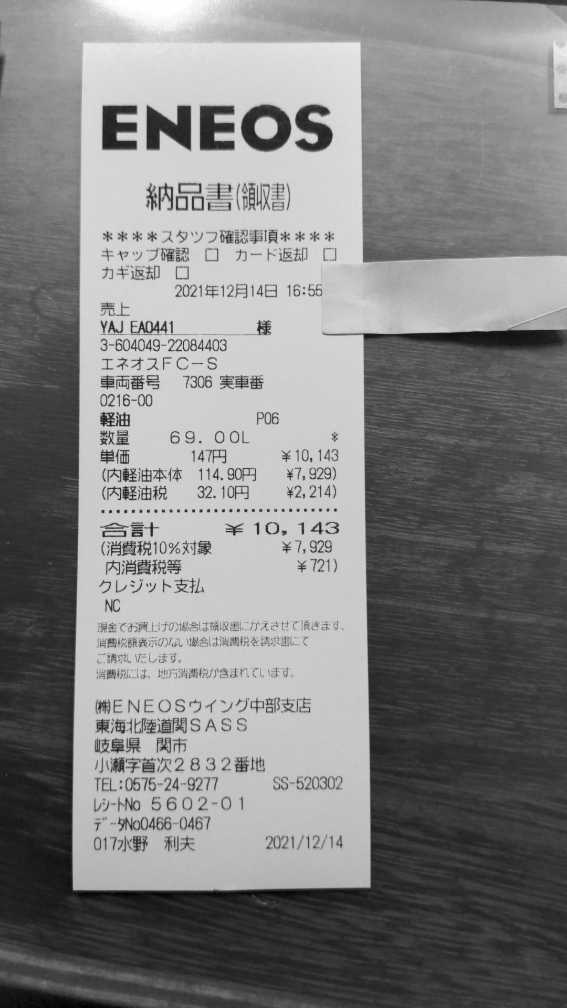 ENEOS
納品書(領収書)
****スタッフ確認事項****
キャップ確認 □ カード返却 □
カギ返却 □
2021年12月14日 16:55
売上
YAJ EA0441 様
3-604049-22084403
エネオスFC-S
車両番号 7306 実車番
0216-00
軽油 P06
数量 69.00L *
単価 147円 ¥10,143
(内軽油本体 114.90円 ¥7,929)
(内軽油税 32.10円 ¥2,214)
合計 ¥10,143
(消費税10%対象 ¥7,929
内消費税等 ¥721)
クレジット支払
NC
現金でお買上げの場合は領収書にかえさせて頂きます、
消費税額表示のない場合は消費税を請求書にて
ご請求いたします。
消費税には、地方消費税が含まれています、
㈱ENEOSウイング中部支店
東海北陸道関SASS
岐阜県 関市
小瀬字首次2832番地
TEL:0575-24-9277 SS-520302
レシートNo 5602-01
データNo0466-0467
017水野 利夫 2021/12/14